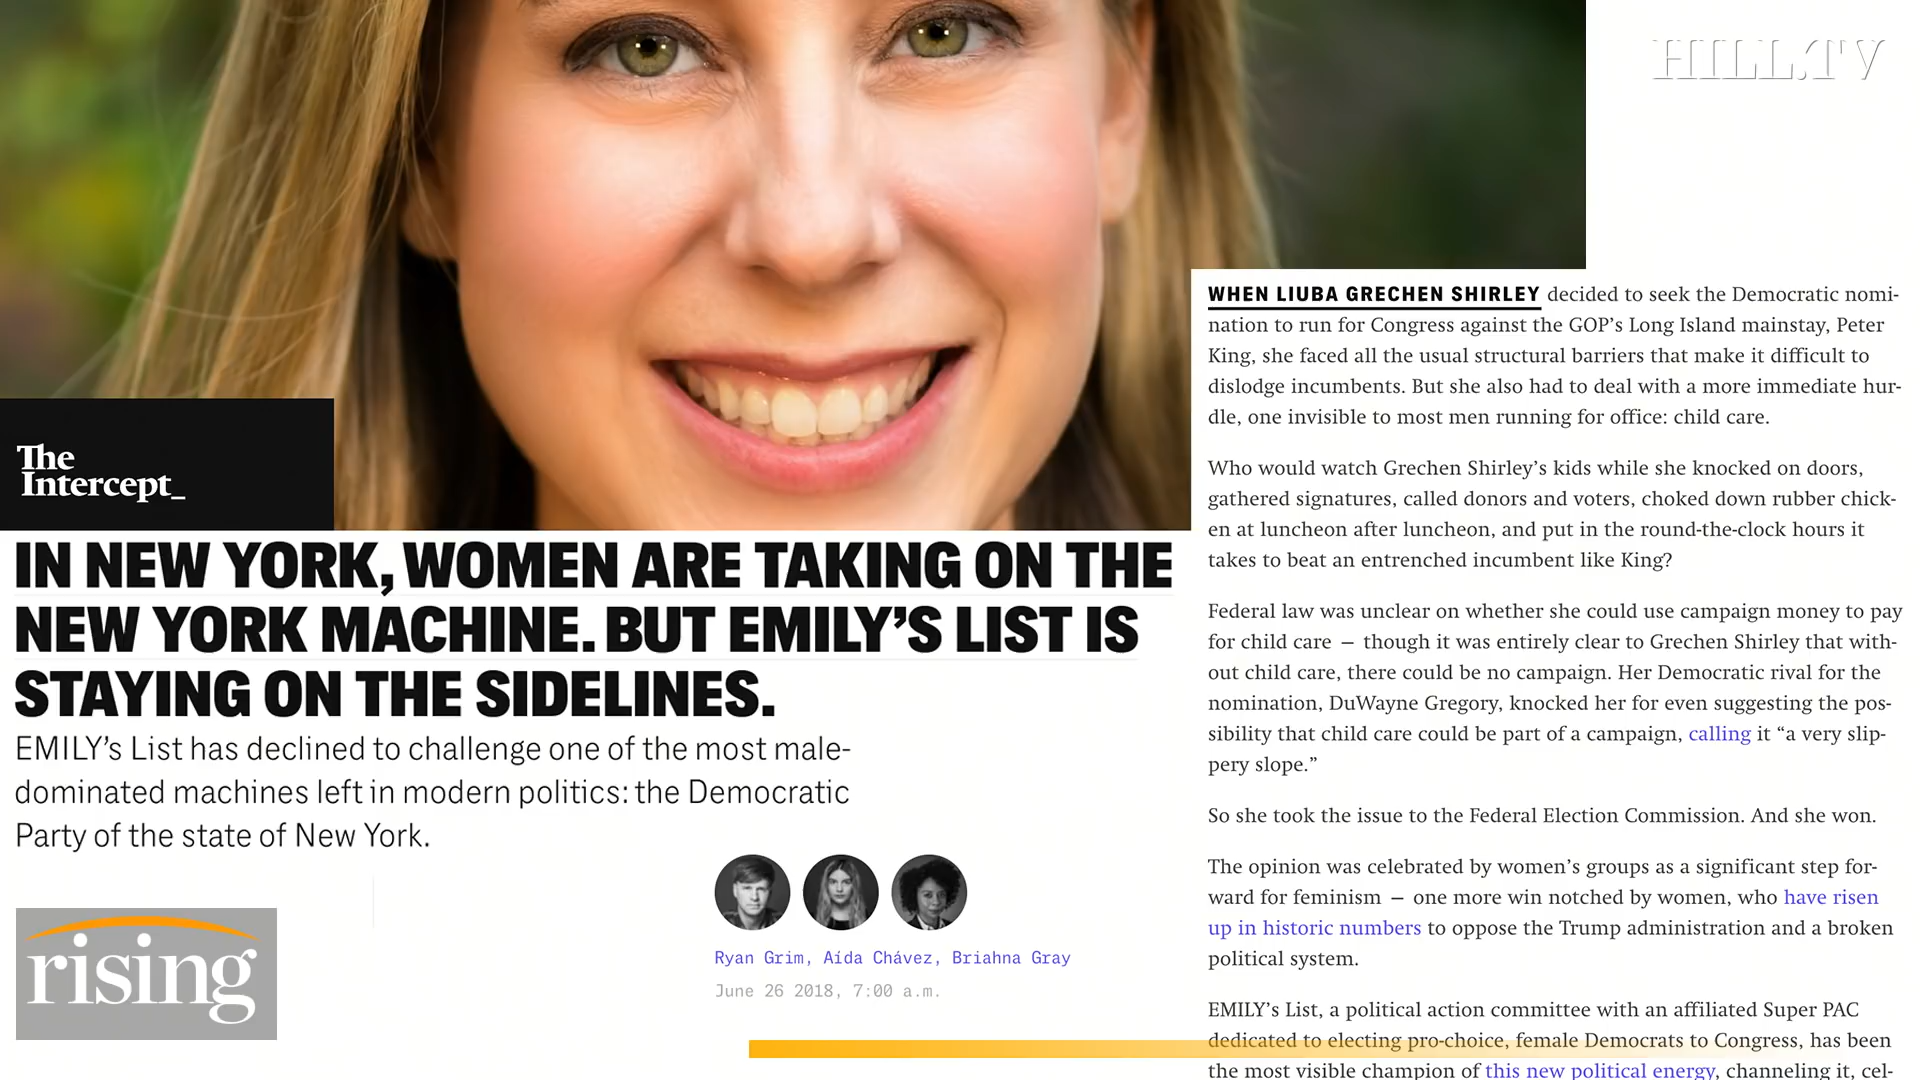 HILL.TV
The
Intercept_
IN NEW YORK, WOMEN ARE TAKING ON THE
NEW YORK MACHINE. BUT EMILY’S LIST IS
STAYING ON THE SIDELINES.
EMILY’s List has declined to challenge one of the most male-
dominated machines left in modern politics: the Democratic
Party of the state of New York.
Ryan Grim, Aída Chávez, Briahna Gray
June 26 2018, 7:00 a.m.
rising
WHEN LIUBA GRECHEN SHIRLEY decided to seek the Democratic nomi-
nation to run for Congress against the GOP’s Long Island mainstay, Peter
King, she faced all the usual structural barriers that make it difficult to
dislodge incumbents. But she also had to deal with a more immediate hur-
dle, one invisible to most men running for office: child care.
Who would watch Grechen Shirley’s kids while she knocked on doors,
gathered signatures, called donors and voters, choked down rubber chick-
en at luncheon after luncheon, and put in the round-the-clock hours it
takes to beat an entrenched incumbent like King?
Federal law was unclear on whether she could use campaign money to pay
for child care — though it was entirely clear to Grechen Shirley that with-
out child care, there could be no campaign. Her Democratic rival for the
nomination, DuWayne Gregory, knocked her for even suggesting the pos-
sibility that child care could be part of a campaign, calling it “a very slip-
pery slope.”
So she took the issue to the Federal Election Commission. And she won.
The opinion was celebrated by women’s groups as a significant step for-
ward for feminism — one more win notched by women, who have risen
up in historic numbers to oppose the Trump administration and a broken
political system.
EMILY’s List, a political action committee with an affiliated Super PAC
dedicated to electing pro-choice, female Democrats to Congress, has been
the most visible champion of this new political energy, channeling it, cel-